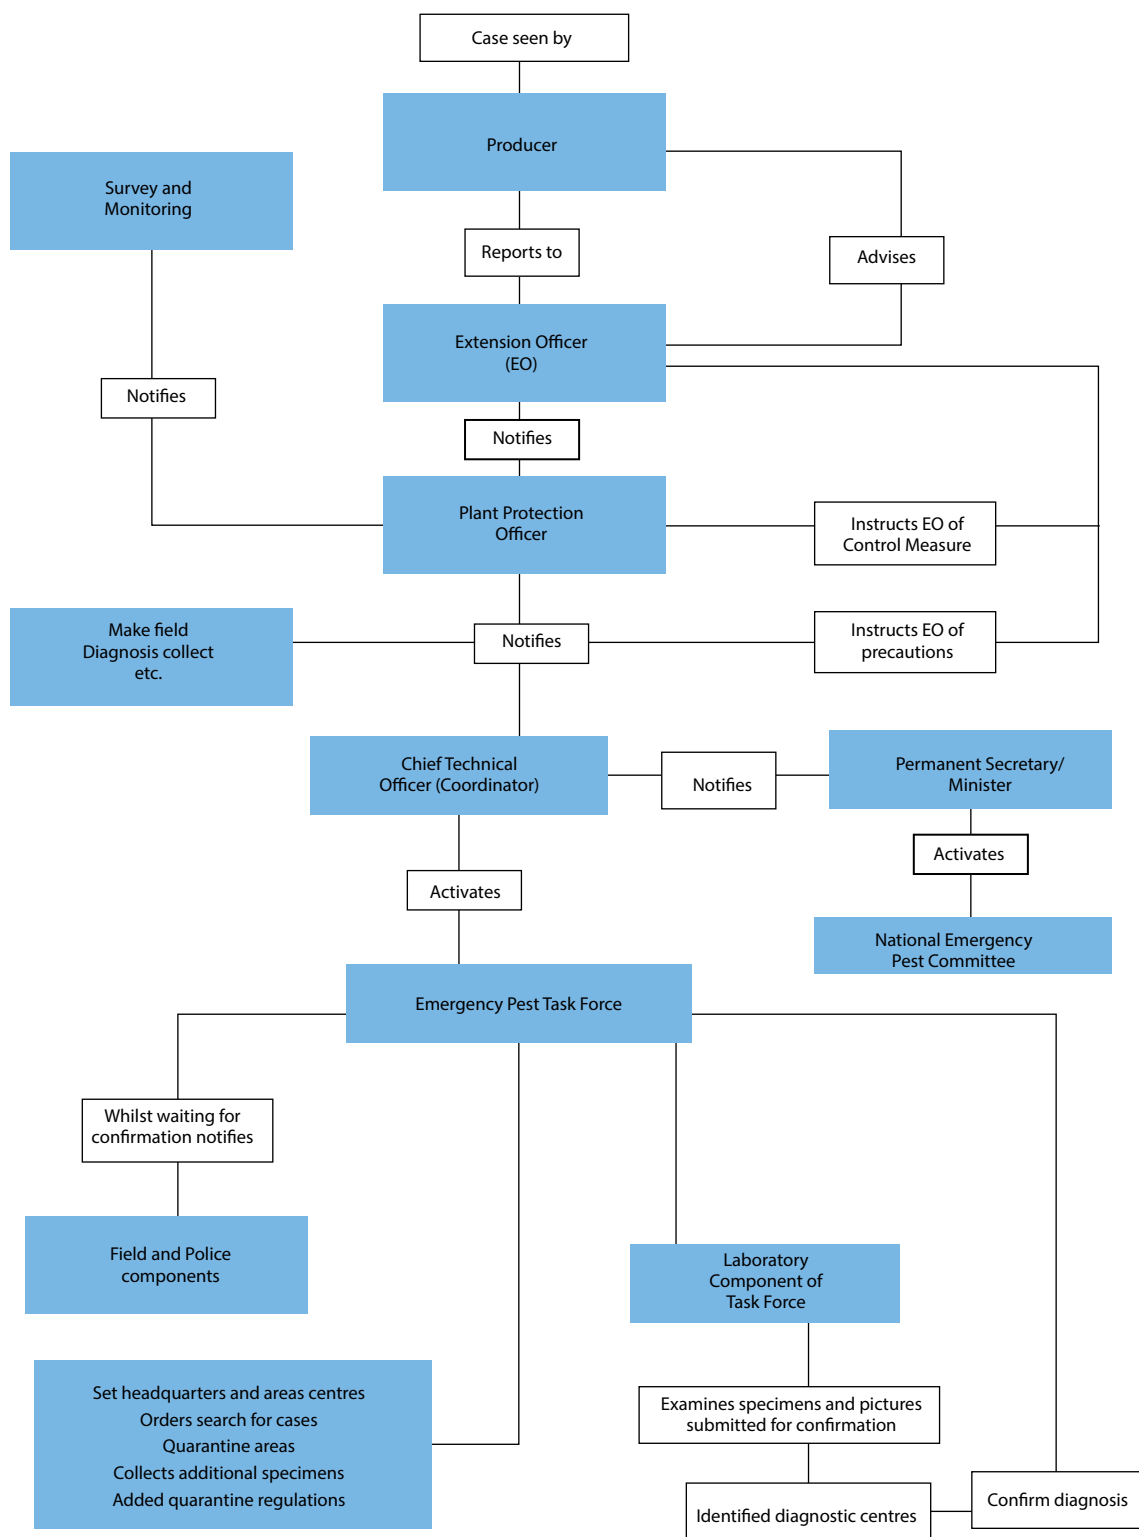 Case seen by
Producer
Survey and
Monitoring
Reports to
Advises
Extension Officer
(EO)
Notifies
Notifies
Plant Protection
Officer
Instructs EO of
Control Measure
Make field
Diagnosis collect
etc.
Notifies
Instructs EO of
precautions
Chief Technical
Officer (Coordinator)
Notifies
Permanent Secretary/
Minister
Activates
Activates
National Emergency
Pest Committee
Emergency Pest Task Force
Whilst waiting for
confirmation notifies
Field and Police
components
Laboratory
Component of
Task Force
Set headquarters and areas centres
Orders search for cases
Quarantine areas
Collects additional specimens
Added quarantine regulations
Examines specimens and pictures
submitted for confirmation
Identified diagnostic centres
Confirm diagnosis